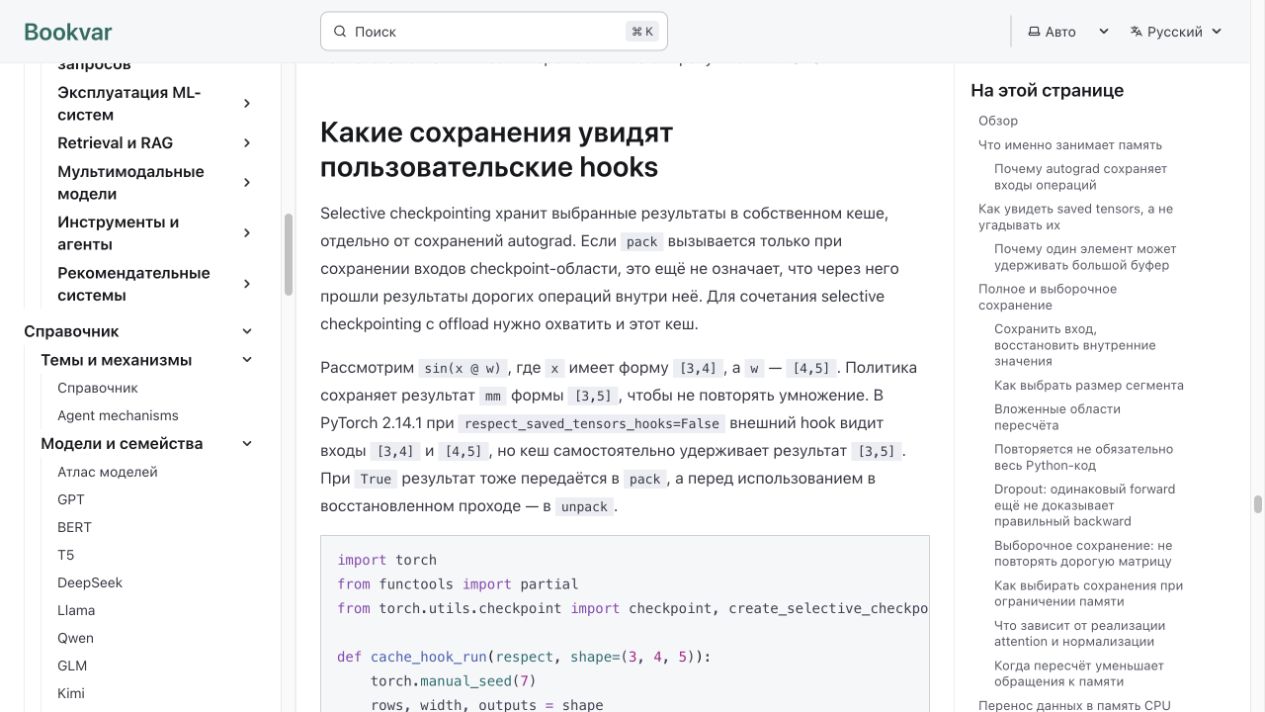 Bookvar
Поиск
⌘ K
Авто
Русский
запросов
Эксплуатация ML-
систем
Retrieval и RAG
Мультимодальные
модели
Инструменты и
агенты
Рекомендательные
системы
Справочник
Темы и механизмы
Справочник
Agent mechanisms
Модели и семейства
Атлас моделей
GPT
BERT
T5
DeepSeek
Llama
Qwen
GLM
Kimi
Какие сохранения увидят
пользовательские hooks
Selective checkpointing хранит выбранные результаты в собственном кеше,
отдельно от сохранений autograd. Если pack вызывается только при
сохранении входов checkpoint-области, это ещё не означает, что через него
прошли результаты дорогих операций внутри неё. Для сочетания selective
checkpointing с offload нужно охватить и этот кеш.
Рассмотрим sin(x @ w), где x имеет форму [3,4], а w — [4,5]. Политика
сохраняет результат mm формы [3,5], чтобы не повторять умножение. В
PyTorch 2.14.1 при respect_saved_tensors_hooks=False внешний hook видит
входы [3,4] и [4,5], но кеш самостоятельно удерживает результат [3,5].
При True результат тоже передаётся в pack, а перед использованием в
восстановленном проходе — в unpack.
import torch
from functools import partial
from torch.utils.checkpoint import checkpoint, create_selective_checkpo
def cache_hook_run(respect, shape=(3, 4, 5)):
    torch.manual_seed(7)
    rows, width, outputs = shape
На этой странице
Обзор
Что именно занимает память
Почему autograd сохраняет
входы операций
Как увидеть saved tensors, а не
угадывать их
Почему один элемент может
удерживать большой буфер
Полное и выборочное
сохранение
Сохранить вход,
восстановить внутренние
значения
Как выбрать размер сегмента
Вложенные области
пересчёта
Повторяется не обязательно
весь Python-код
Dropout: одинаковый forward
ещё не доказывает
правильный backward
Выборочное сохранение: не
повторять дорогую матрицу
Как выбирать сохранения при
ограничении памяти
Что зависит от реализации
attention и нормализации
Когда пересчёт уменьшает
обращения к памяти
Перенос данных в память CPU